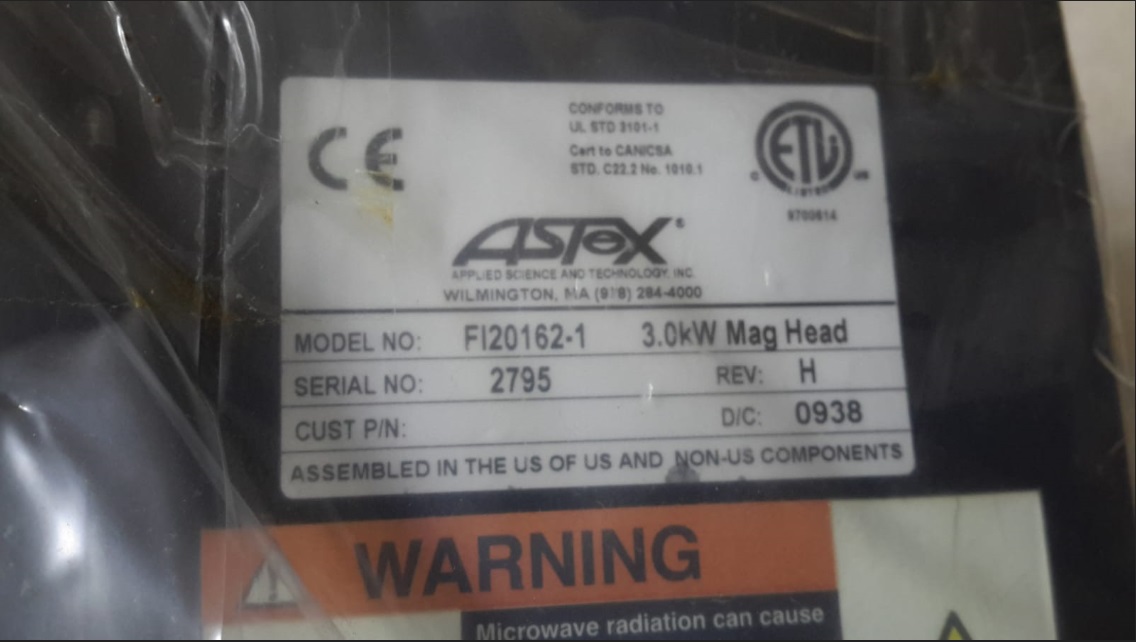 CE
CONFORMS TO
UL STD 3101-1
Cert to CAN/CSA
STD. C22.2 No. 1010.1
ETL
C US
LISTED
9700614
ASTeX®
APPLIED SCIENCE AND TECHNOLOGY, INC.
WILMINGTON, MA (978) 284-4000
MODEL NO: FI20162-1 3.0kW Mag Head
SERIAL NO: 2795 REV: H
CUST P/N: D/C: 0938
ASSEMBLED IN THE US OF US AND NON-US COMPONENTS
WARNING
Microwave radiation can cause